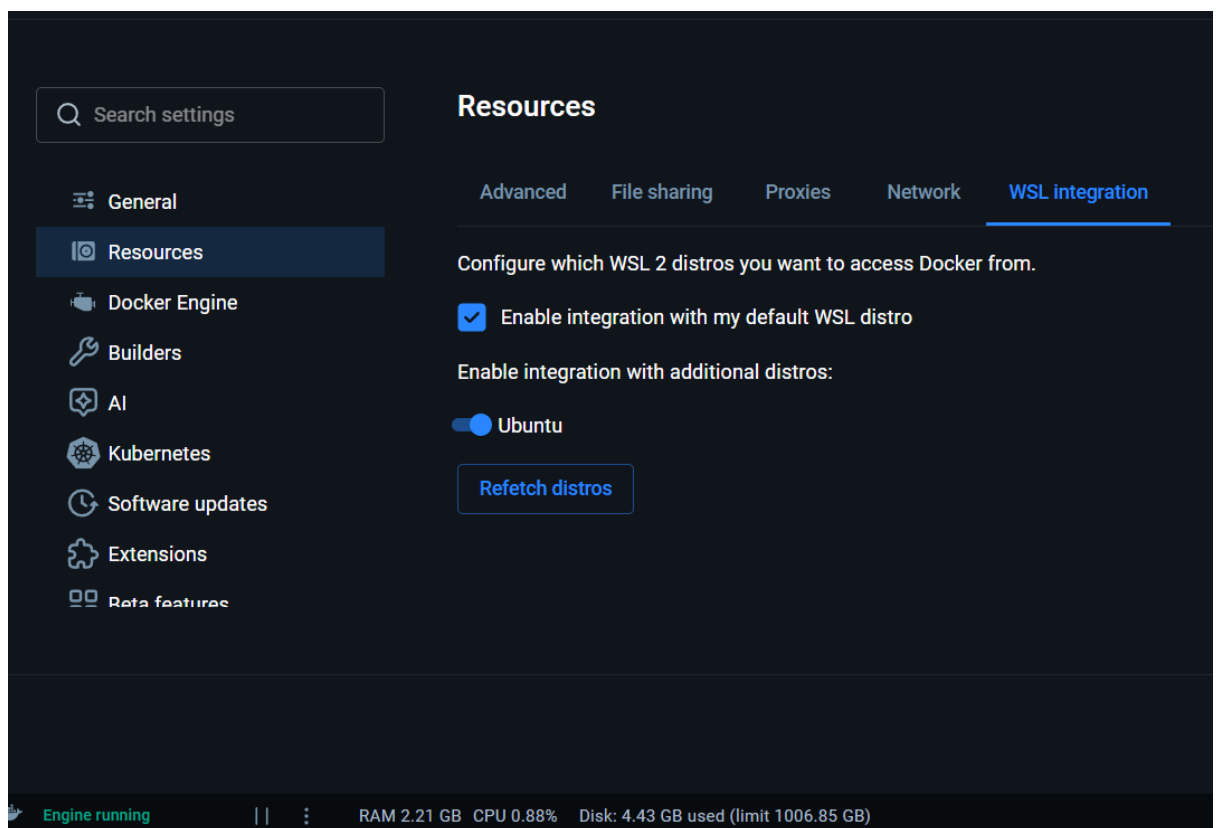 Search settings
General
Resources
Docker Engine
Builders
AI
Kubernetes
Software updates
Extensions
Beta features
Resources
Advanced File sharing Proxies Network WSL integration
Configure which WSL 2 distros you want to access Docker from.
Enable integration with my default WSL distro
Enable integration with additional distros:
Ubuntu
Refetch distros
Engine running RAM 2.21 GB CPU 0.88% Disk: 4.43 GB used (limit 1006.85 GB)